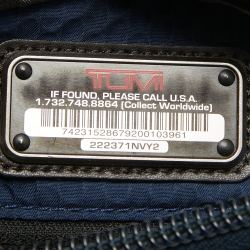 TUMI
IF FOUND, PLEASE CALL U.S.A.
1.732.748.8864 (Collect Worldwide)
74231528679200103961
222371NVY2